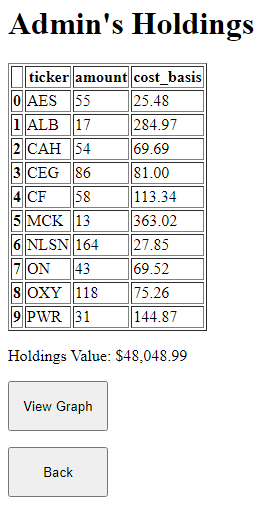 Admin's Holdings
ticker amount cost_basis
0 AES 55 25.48
1 ALB 17 284.97
2 CAH 54 69.69
3 CEG 86 81.00
4 CF 58 113.34
5 MCK 13 363.02
6 NLSN 164 27.85
7 ON 43 69.52
8 OXY 118 75.26
9 PWR 31 144.87
Holdings Value: $48,048.99
View Graph
Back